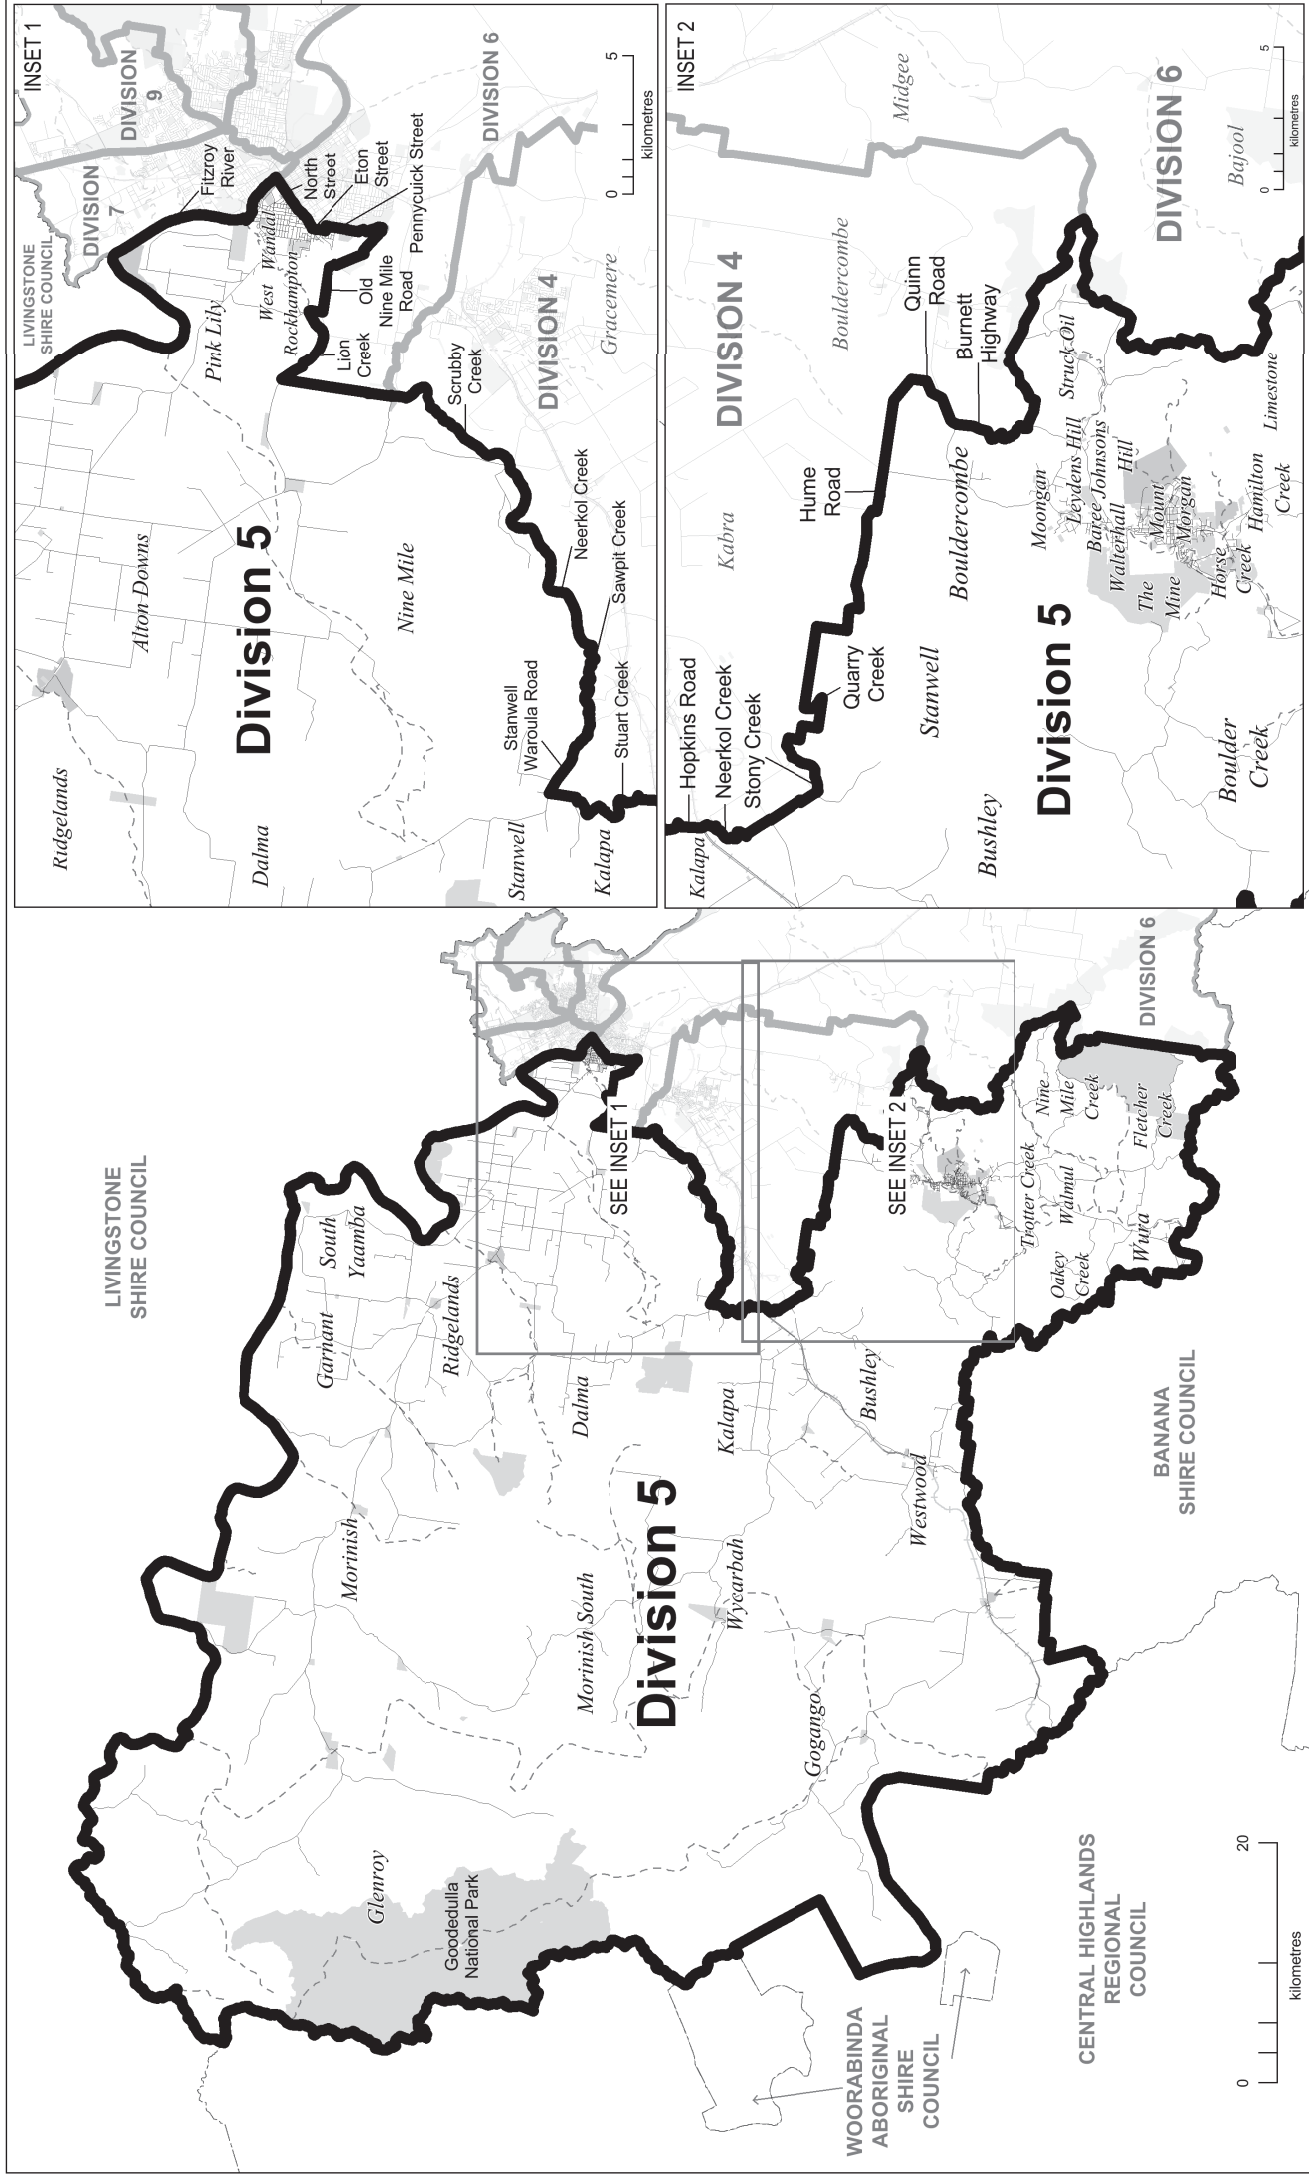 LIVINGSTONE
SHIRE COUNCIL
South
Yaamba
Garnant
Ridgelands
Morinish
Dalma
SEE INSET 1
Morinish South
Division 5
Kalapa
Wycarbah
Glenroy
Goodedulla
National Park
Gogango
Bushley
SEE INSET 2
Westwood
Trotter Creek
Nine
Mile
Creek
Walmul
Oakey
Creek
Fletcher
Creek
Wura
DIVISION 6
BANANA
SHIRE COUNCIL
WOORABINDA
ABORIGINAL
SHIRE
COUNCIL
CENTRAL HIGHLANDS
REGIONAL
COUNCIL
0
20
kilometres
INSET 1
LIVINGSTONE
SHIRE COUNCIL
DIVISION
7
DIVISION
9
Fitzroy
River
Ridgelands
Alton Downs
Pink Lily
West
Rockhampton
Wandal
North
Street
Eton
Street
Pennycuick Street
Dalma
Division 5
Lion
Creek
Old
Nine Mile
Road
Nine Mile
Scrubby
Creek
DIVISION 6
DIVISION 4
Gracemere
Stanwell
Stanwell
Waroula Road
Neerkol Creek
Sawpit Creek
Kalapa
Stuart Creek
0
5
kilometres
INSET 2
Kalapa
Hopkins Road
Neerkol Creek
Stony Creek
Kabra
DIVISION 4
Hume
Road
Bouldercombe
Midgee
Quarry
Creek
Quinn
Road
Burnett
Highway
Stanwell
Bouldercombe
Bushley
Division 5
Moongan
Leydens Hill
Struck Oil
Baree
Johnsons
Hill
Walterhall
The
Mine
Mount
Morgan
Boulder
Creek
Horse
Creek
Hamilton
Creek
Limestone
DIVISION 6
Bajool
0
5
kilometres